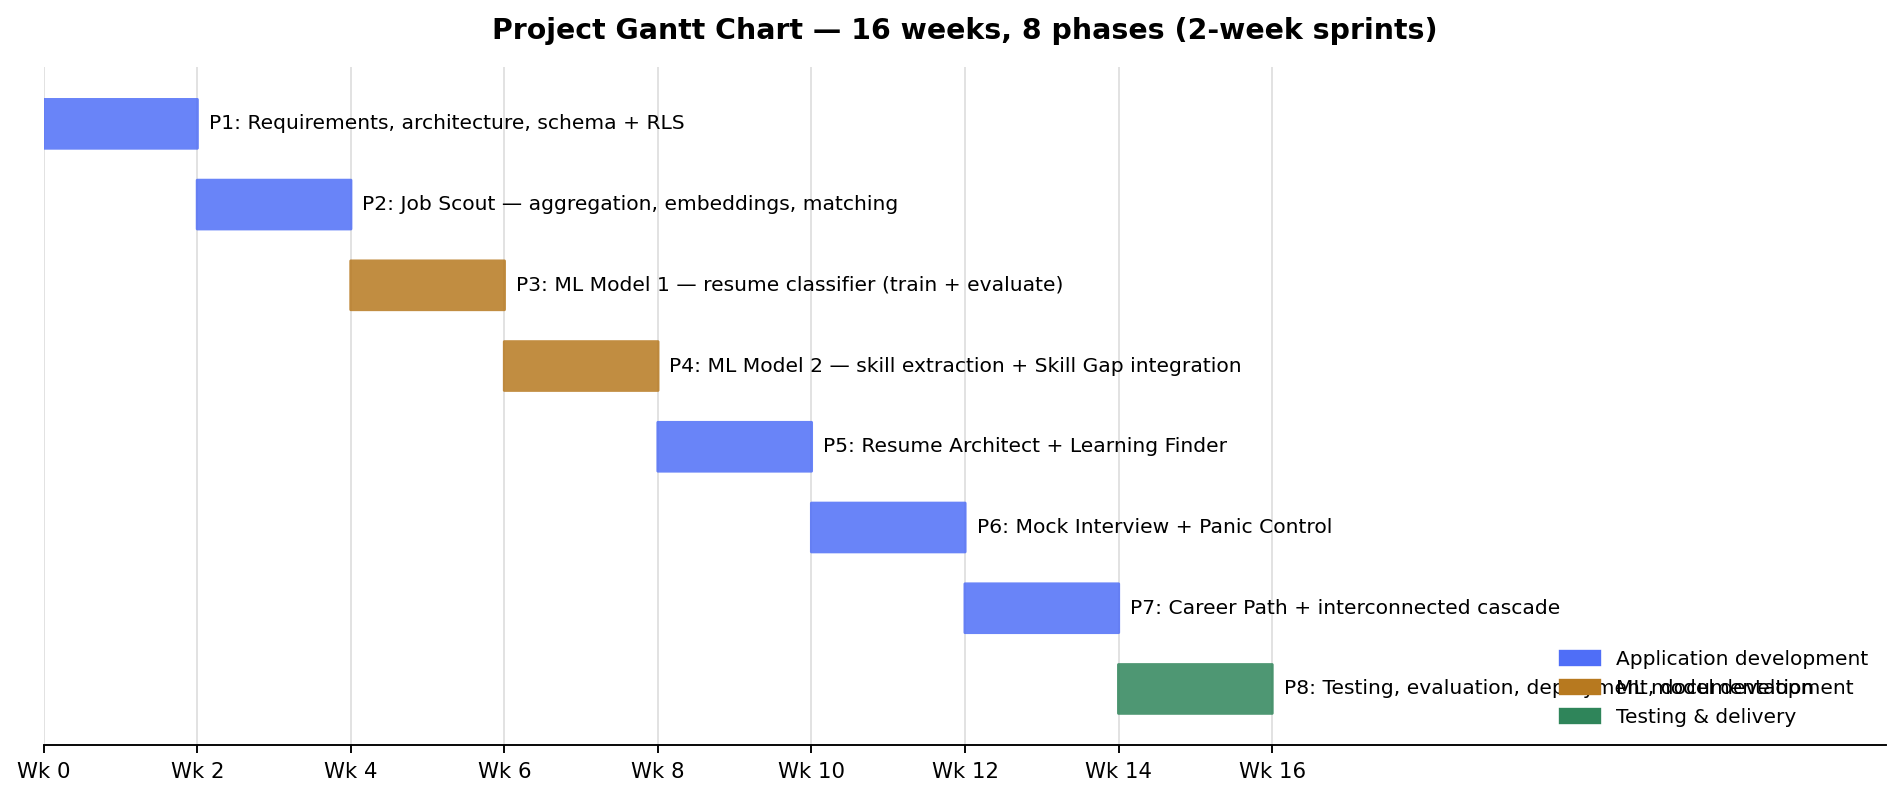 Project Gantt Chart — 16 weeks, 8 phases (2-week sprints)
P1: Requirements, architecture, schema + RLS
P2: Job Scout — aggregation, embeddings, matching
P3: ML Model 1 — resume classifier (train + evaluate)
P4: ML Model 2 — skill extraction + Skill Gap integration
P5: Resume Architect + Learning Finder
P6: Mock Interview + Panic Control
P7: Career Path + interconnected cascade
P8: Testing, evaluation, deployment, documentation
Application development
ML model development
Testing & delivery
Wk 0 Wk 2 Wk 4 Wk 6 Wk 8 Wk 10 Wk 12 Wk 14 Wk 16